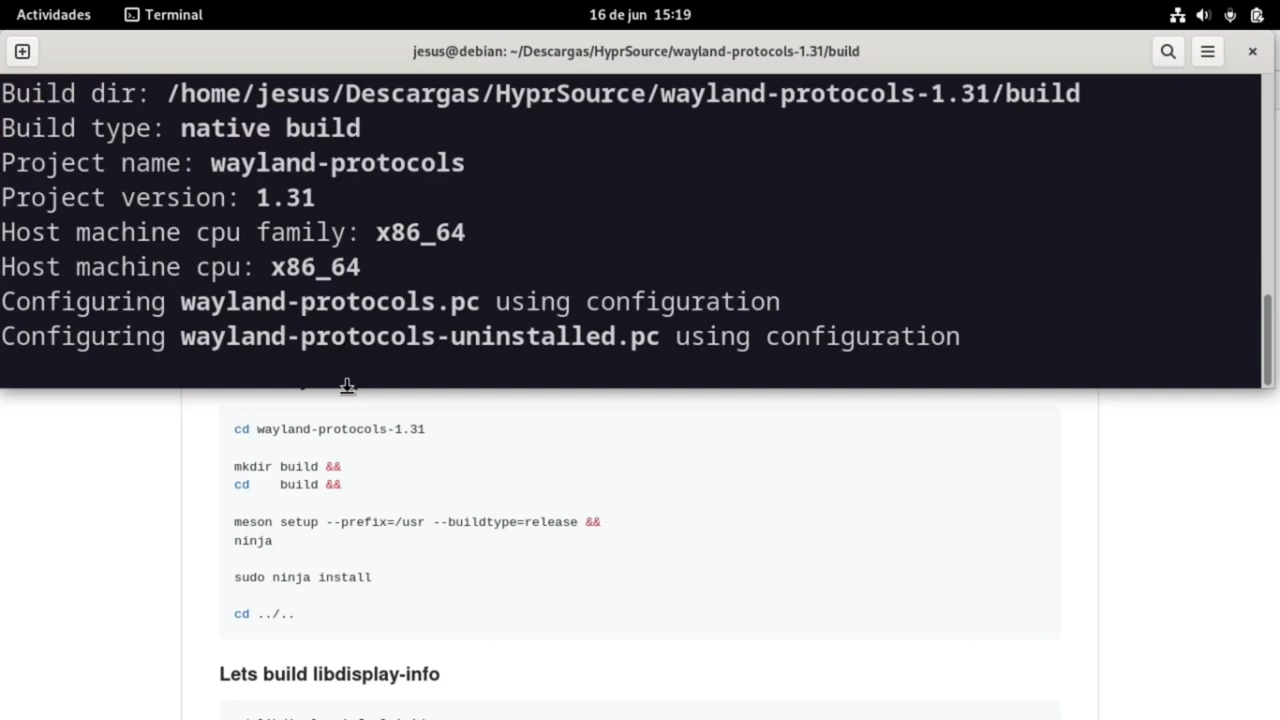 Actividades
Terminal
16 de jun 15:19
jesus@debian: ~/Descargas/HyprSource/wayland-protocols-1.31/build
Build dir: /home/jesus/Descargas/HyprSource/wayland-protocols-1.31/build
Build type: native build
Project name: wayland-protocols
Project version: 1.31
Host machine cpu family: x86_64
Host machine cpu: x86_64
Configuring wayland-protocols.pc using configuration
Configuring wayland-protocols-uninstalled.pc using configuration
cd wayland-protocols-1.31
mkdir build &&
cd    build &&
meson setup --prefix=/usr --buildtype=release &&
ninja
sudo ninja install
cd ../..
Lets build libdisplay-info